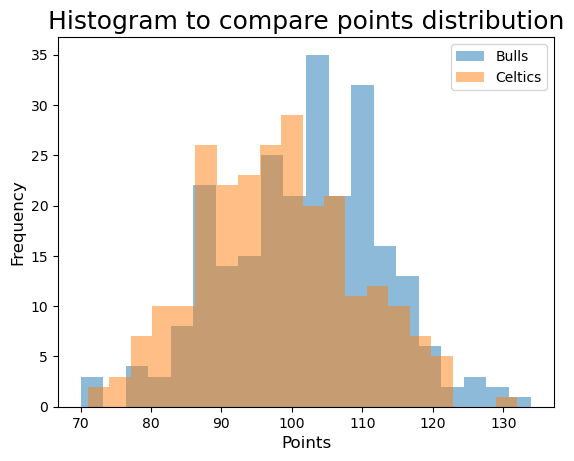 Histogram to compare points distribution
Bulls
Celtics
35
30
25
20
15
10
5
0
Frequency
70 80 90 100 110 120 130
Points